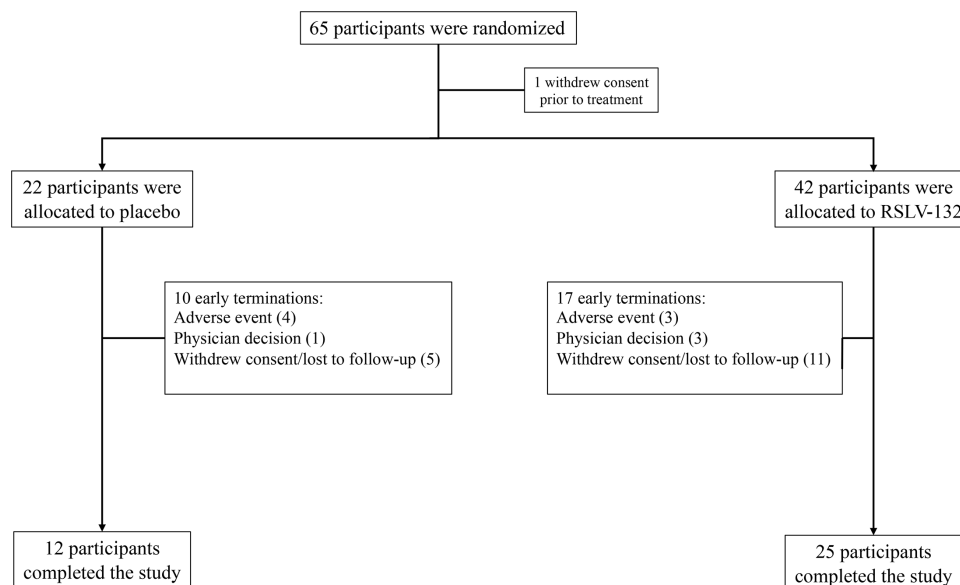 65 participants were randomized
1 withdrew consent
prior to treatment
22 participants were
allocated to placebo
42 participants were
allocated to RSLV-132
10 early terminations:
Adverse event (4)
Physician decision (1)
Withdrew consent/lost to follow-up (5)
17 early terminations:
Adverse event (3)
Physician decision (3)
Withdrew consent/lost to follow-up (11)
12 participants
completed the study
25 participants
completed the study